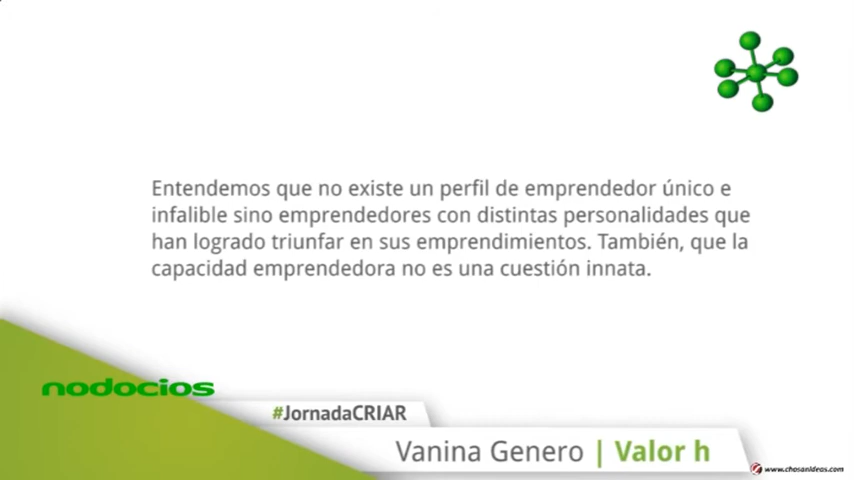 Entendemos que no existe un perfil de emprendedor único e
infalible sino emprendedores con distintas personalidades que
han logrado triunfar en sus emprendimientos. También, que la
capacidad emprendedora no es una cuestión innata.
nodocios
#JornadaCRIAR
Vanina Genero | Valor h
www.chosanideas.com